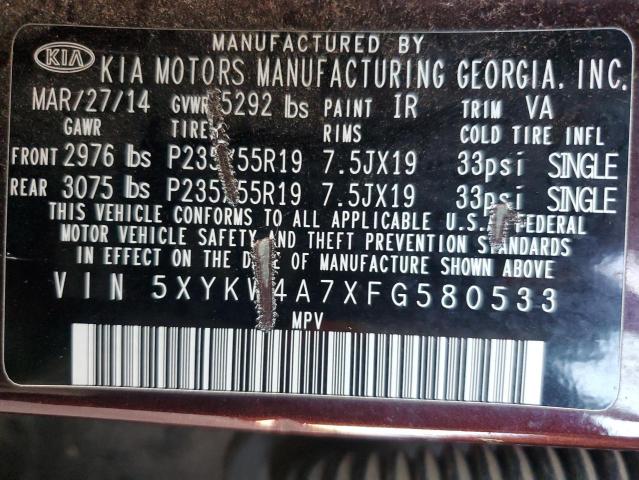 MANUFACTURED BY
KIA KIA MOTORS MANUFACTURING GEORGIA, INC.
MAR/27/14 GVWR 5292 lbs PAINT IR TRIM VA
GAWR TIRES RIMS COLD TIRE INFL
FRONT 2976 lbs P235/55R19 7.5JX19 33psi SINGLE
REAR 3075 lbs P235/55R19 7.5JX19 33psi SINGLE
THIS VEHICLE CONFORMS TO ALL APPLICABLE U.S. FEDERAL
MOTOR VEHICLE SAFETY AND THEFT PREVENTION STANDARDS
IN EFFECT ON THE DATE OF MANUFACTURE SHOWN ABOVE
VIN 5XYKW4A7XFG580533
MPV